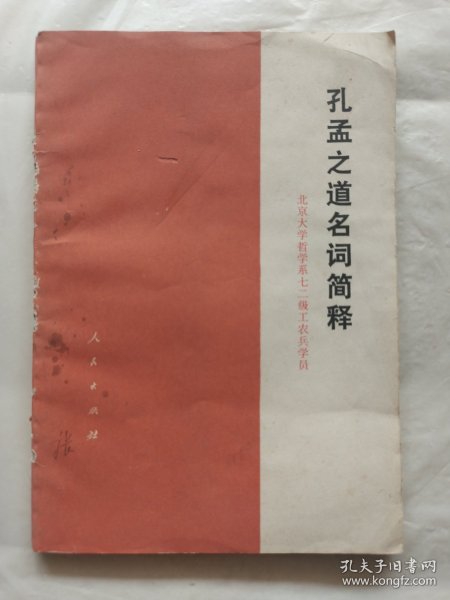 孔孟之道名词简释
北京大学哲学系七二级工农兵学员
人民出版社
孔夫子旧书网
www.kongfz.com